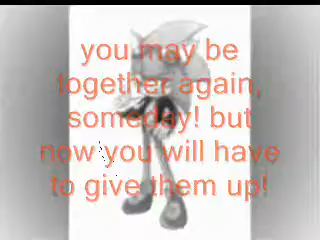 you may be
together again,
someday! but
now you will have
to give them up!